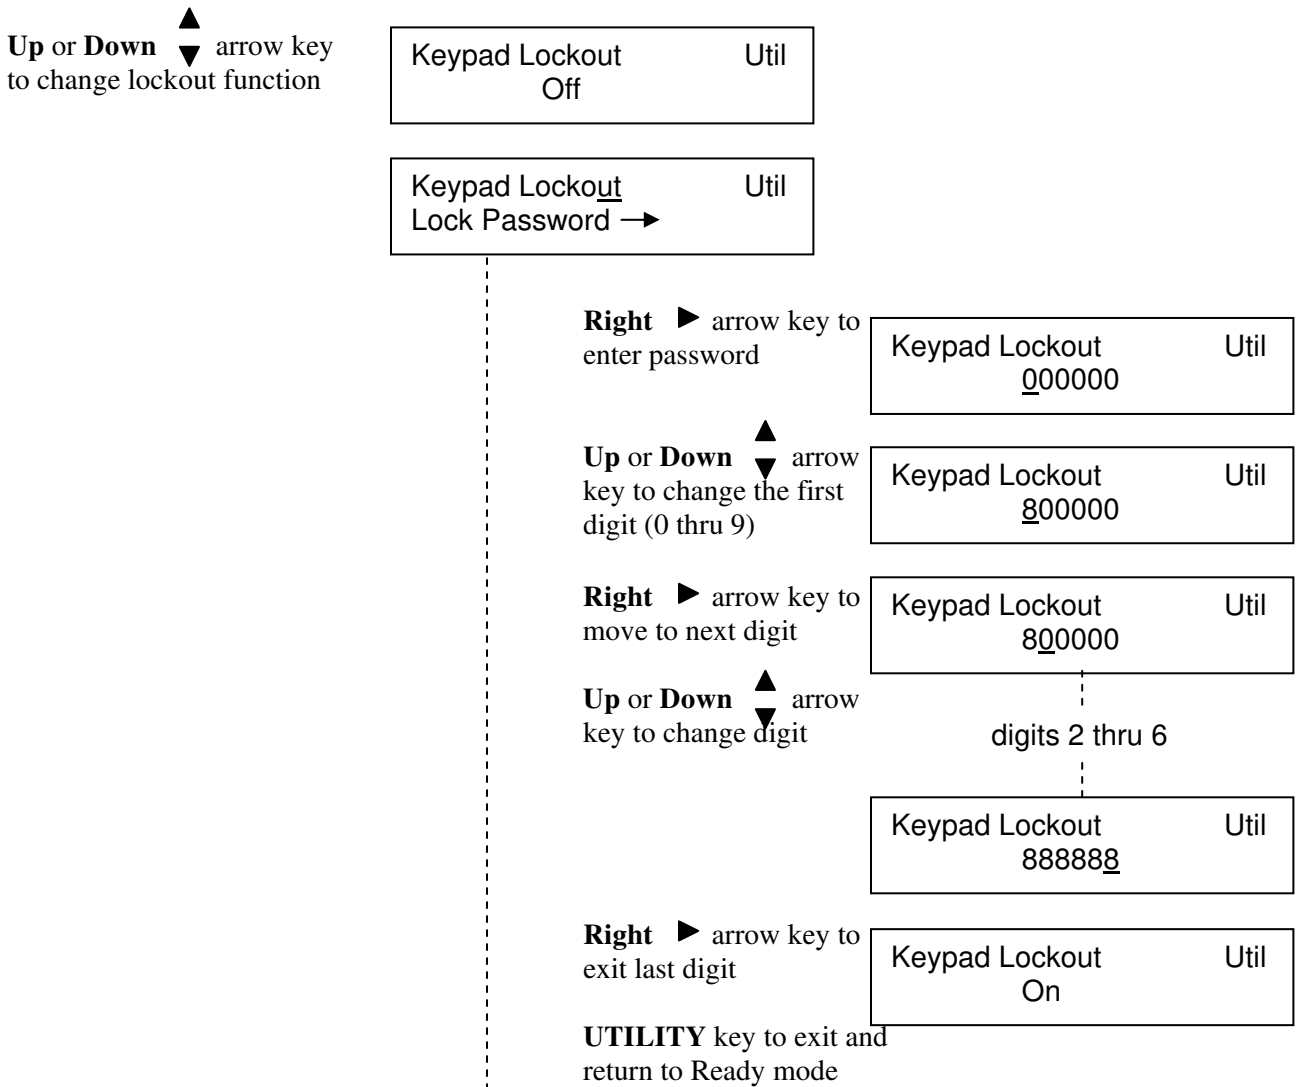 Up or Down ▲▼ arrow key
to change lockout function
Keypad Lockout Util
Off
Keypad Lockout Util
Lock Password →
Right ► arrow key to
enter password
Keypad Lockout Util
000000
Up or Down ▲▼ arrow
key to change the first
digit (0 thru 9)
Keypad Lockout Util
800000
Right ► arrow key to
move to next digit
Keypad Lockout Util
800000
Up or Down ▲▼ arrow
key to change digit
digits 2 thru 6
Keypad Lockout Util
888888
Right ► arrow key to
exit last digit
Keypad Lockout Util
On
UTILITY key to exit and
return to Ready mode